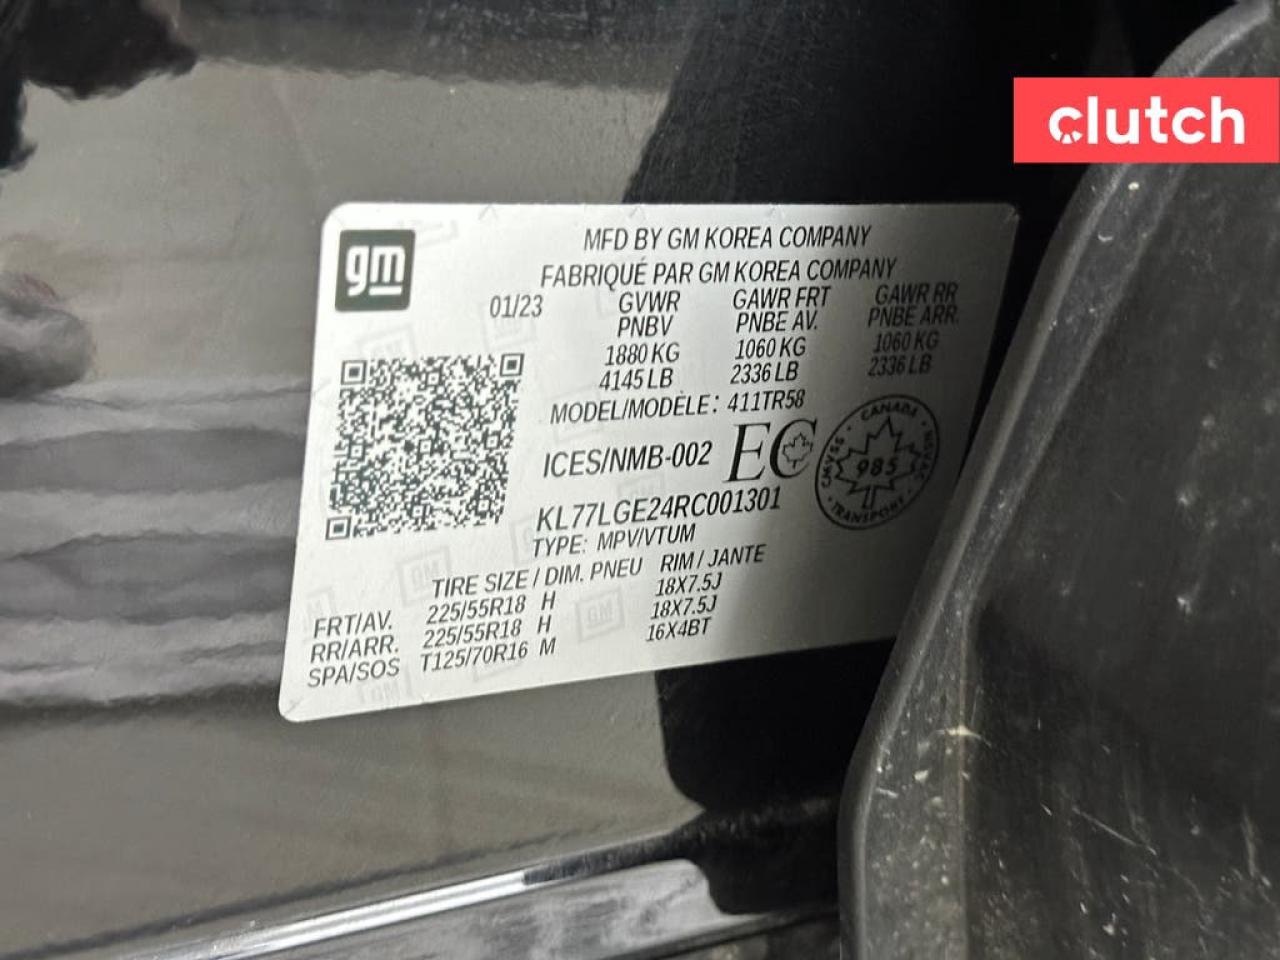 clutch
gm
MFD BY GM KOREA COMPANY
FABRIQUÉ PAR GM KOREA COMPANY
01/23 GVWR GAWR FRT GAWR RR
PNBV PNBE AV. PNBE ARR.
1880 KG 1060 KG 1060 KG
4145 LB 2336 LB 2336 LB
MODEL/MODÈLE: 411TR58
ICES/NMB-002 EC
CANADA
985
TRANSPORT
KL77LGE24RC001301
TYPE: MPV/VTUM
TIRE SIZE / DIM. PNEU RIM / JANTE
FRT/AV. 225/55R18 H 18X7.5J
RR/ARR. 225/55R18 H 18X7.5J
SPA/SOS T125/70R16 M 16X4BT